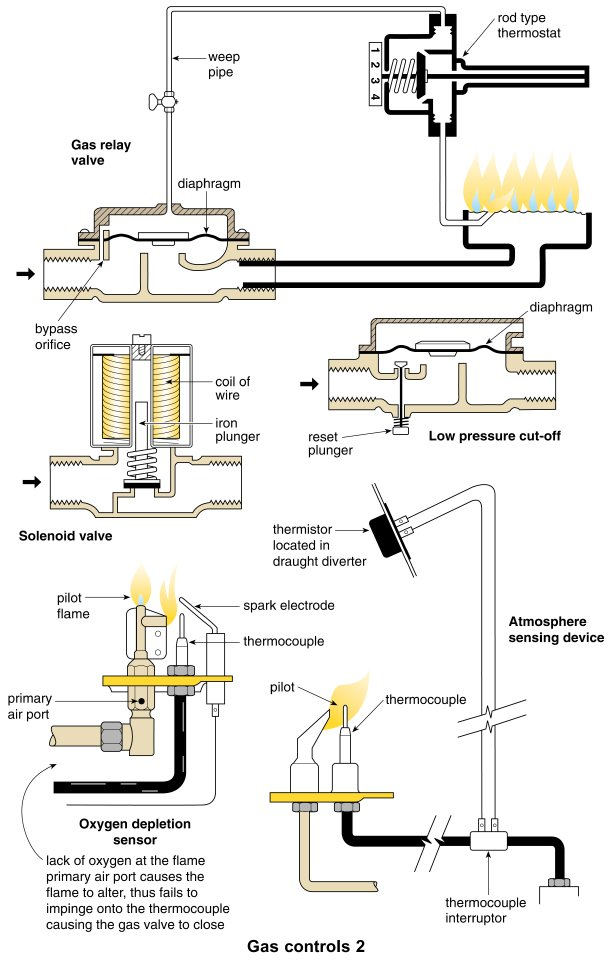 rod type
thermostat
weep
pipe
1
2
3
4
Gas relay
valve
diaphragm
bypass
orifice
diaphragm
coil of
wire
iron
plunger
reset
plunger
Low pressure cut-off
Solenoid valve
thermistor
located in
draught diverter
pilot
flame
spark electrode
thermocouple
Atmosphere
sensing device
primary
air port
pilot
thermocouple
Oxygen depletion
sensor
lack of oxygen at the flame
primary air port causes the
flame to alter, thus fails to
impinge onto the thermocouple
causing the gas valve to close
thermocouple
interruptor
Gas controls 2